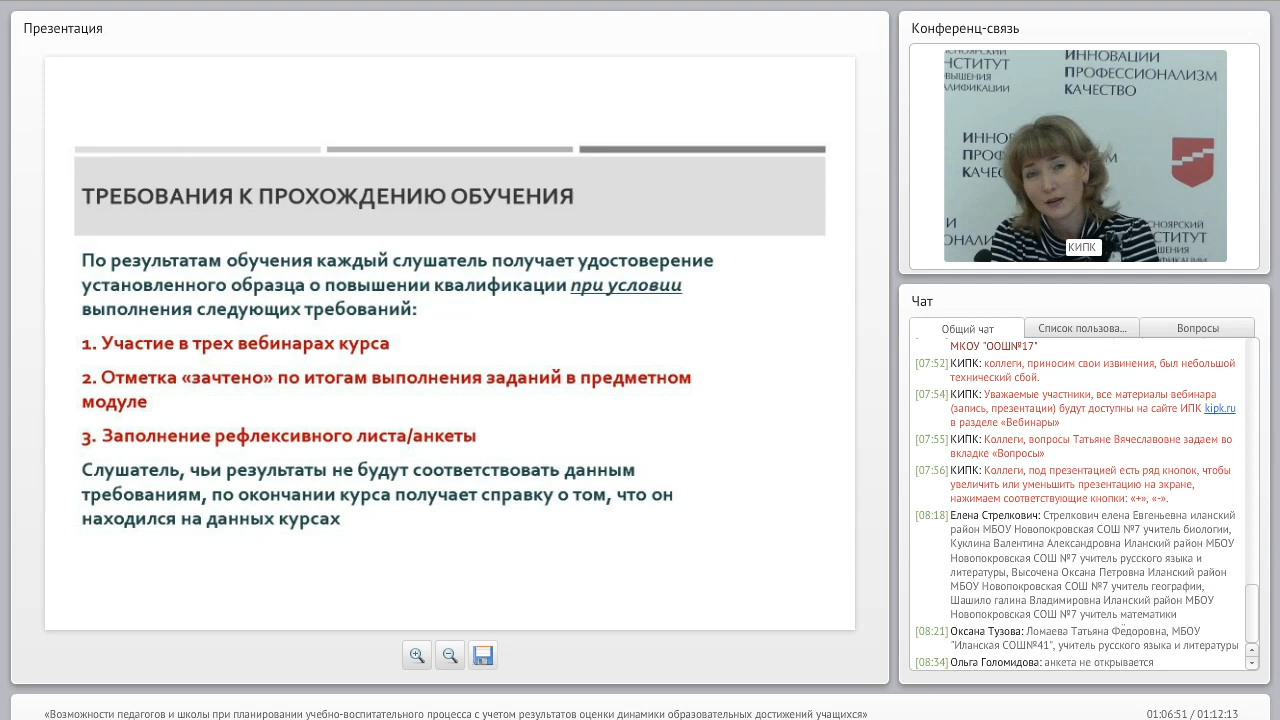 Презентация
ТРЕБОВАНИЯ К ПРОХОЖДЕНИЮ ОБУЧЕНИЯ
По результатам обучения каждый слушатель получает удостоверение
установленного образца о повышении квалификации при условии
выполнения следующих требований:
1. Участие в трех вебинарах курса
2. Отметка «зачтено» по итогам выполнения заданий в предметном
модуле
3. Заполнение рефлексивного листа/анкеты
Слушатель, чьи результаты не будут соответствовать данным
требованиям, по окончании курса получает справку о том, что он
находился на данных курсах
Конференц-связь
ИННОВАЦИИ
ПРОФЕССИОНАЛИЗМ
КАЧЕСТВО
КИПК
Чат
Общий чат
Список пользова...
Вопросы
МКОУ "ООШ№17"
[07:52] КИПК: коллеги, приносим свои извинения, был небольшой
технический сбой.
[07:54] КИПК: Уважаемые участники, все материалы вебинара
(запись, презентации) будут доступны на сайте ИПК kipk.ru
в разделе «Вебинары»
[07:55] КИПК: Коллеги, вопросы Татьяне Вячеславовне задаем во
вкладке «Вопросы»
[07:56] КИПК: Коллеги, под презентацией есть ряд кнопок, чтобы
увеличить или уменьшить презентацию на экране,
нажимаем соответствующие кнопки: «+», «-».
[08:18] Елена Стрелкович: Стрелкович елена Евгеньевна иланский
район МБОУ Новопокровская СОШ №7 учитель биологии,
Куклина Валентина Александровна Иланский район МБОУ
Новопокровская СОШ №7 учитель русского языка и
литературы, Высочена Оксана Петровна Иланский район
МБОУ Новопокровская СОШ №7 учитель географии,
Шашило галина Владимировна Иланский район МБОУ
Новопокровская СОШ №7 учитель математики
[08:21] Оксана Тузова: Ломаева Татьяна Фёдоровна, МБОУ
"Иланская СОШ№41", учитель русского языка и литературы
[08:34] Ольга Голомидова: анкета не открывается
«Возможности педагогов и школы при планировании учебно-воспитательного процесса с учетом результатов оценки динамики образовательных достижений учащихся»
01:06:51 / 01:12:13